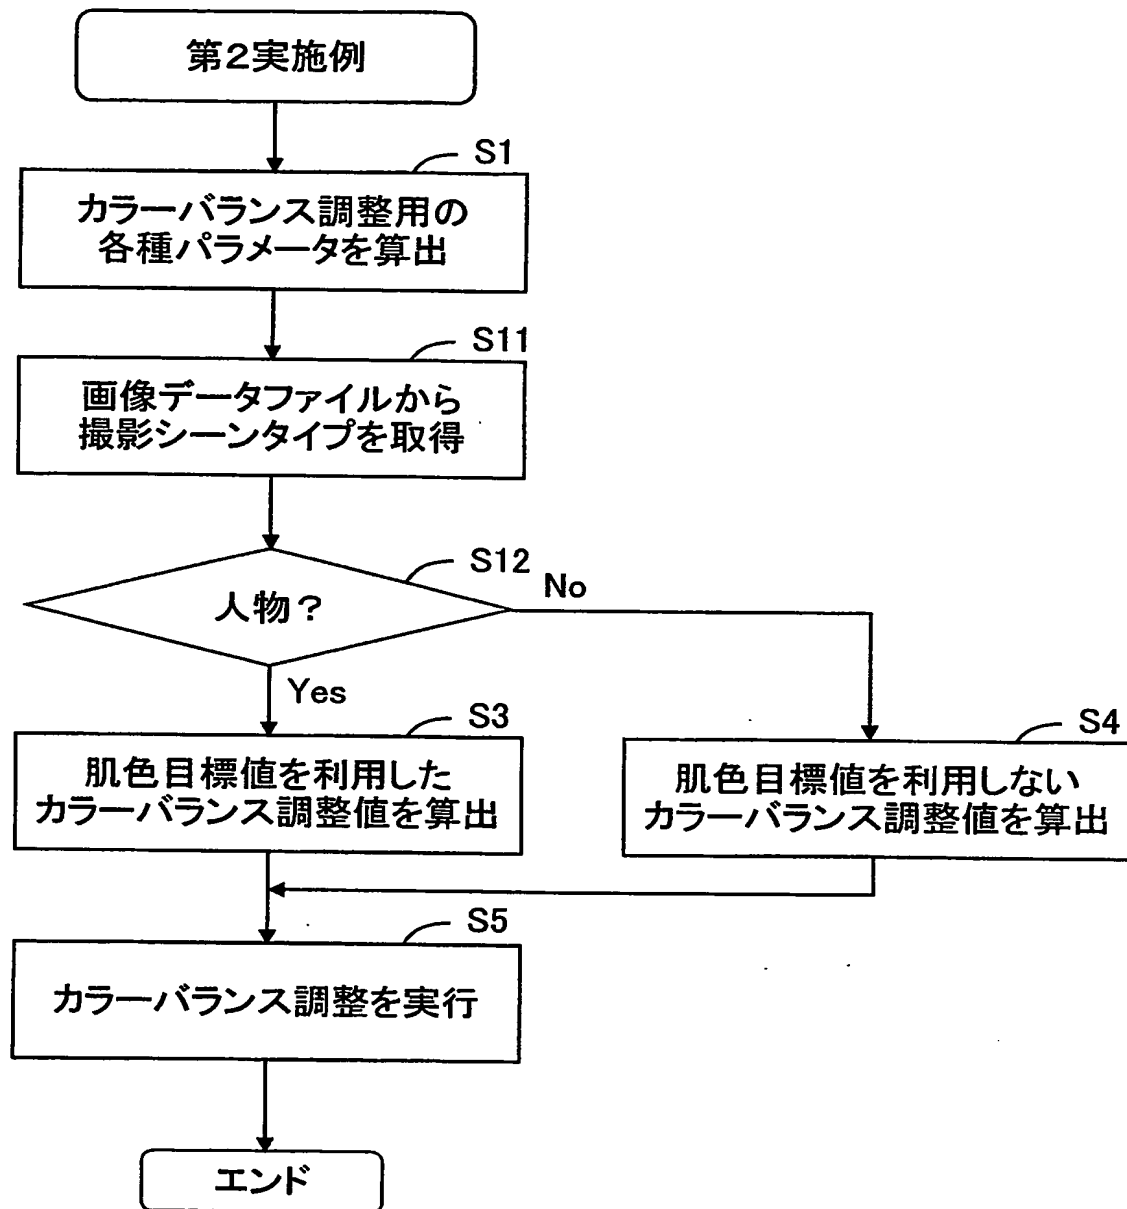 第2実施例
S1
カラーバランス調整用の
各種パラメータを算出
S11
画像データファイルから
撮影シーンタイプを取得
S12
人物？
No
Yes
S3
肌色目標値を利用した
カラーバランス調整値を算出
S4
肌色目標値を利用しない
カラーバランス調整値を算出
S5
カラーバランス調整を実行
エンド